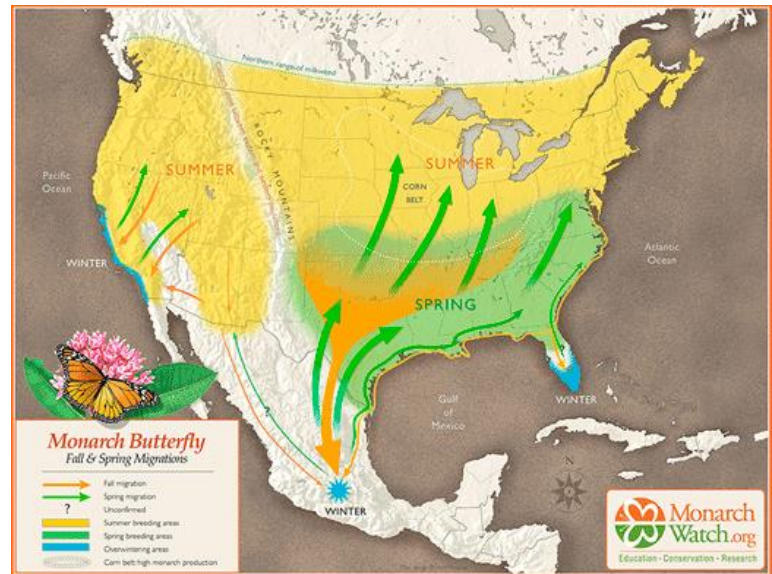 Northern range of milkweed
Pacific
Ocean
SUMMER
ROCKY MOUNTAINS
SUMMER
CORN
BELT
WINTER
Atlantic
Ocean
SPRING
?
?
Gulf
of
Mexico
WINTER
N
WINTER
Monarch Butterfly
Fall & Spring Migrations
Fall migration
Spring migration
? Unconfirmed
Summer breeding areas
Spring breeding areas
Overwintering areas
Corn belt: high monarch production
Monarch
Watch.org
Education · Conservation · Research